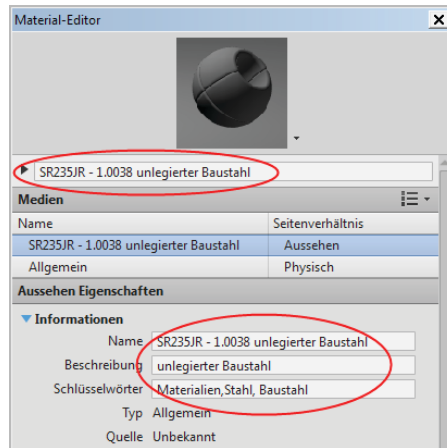 Material-Editor
SR235JR - 1.0038 unlegierter Baustahl
Medien
Name Seitenverhältnis
SR235JR - 1.0038 unlegierter Baustahl Aussehen
Allgemein Physisch
Aussehen Eigenschaften
Informationen
Name SR235JR - 1.0038 unlegierter Baustahl
Beschreibung unlegierter Baustahl
Schlüsselwörter Materialien,Stahl, Baustahl
Typ Allgemein
Quelle Unbekannt